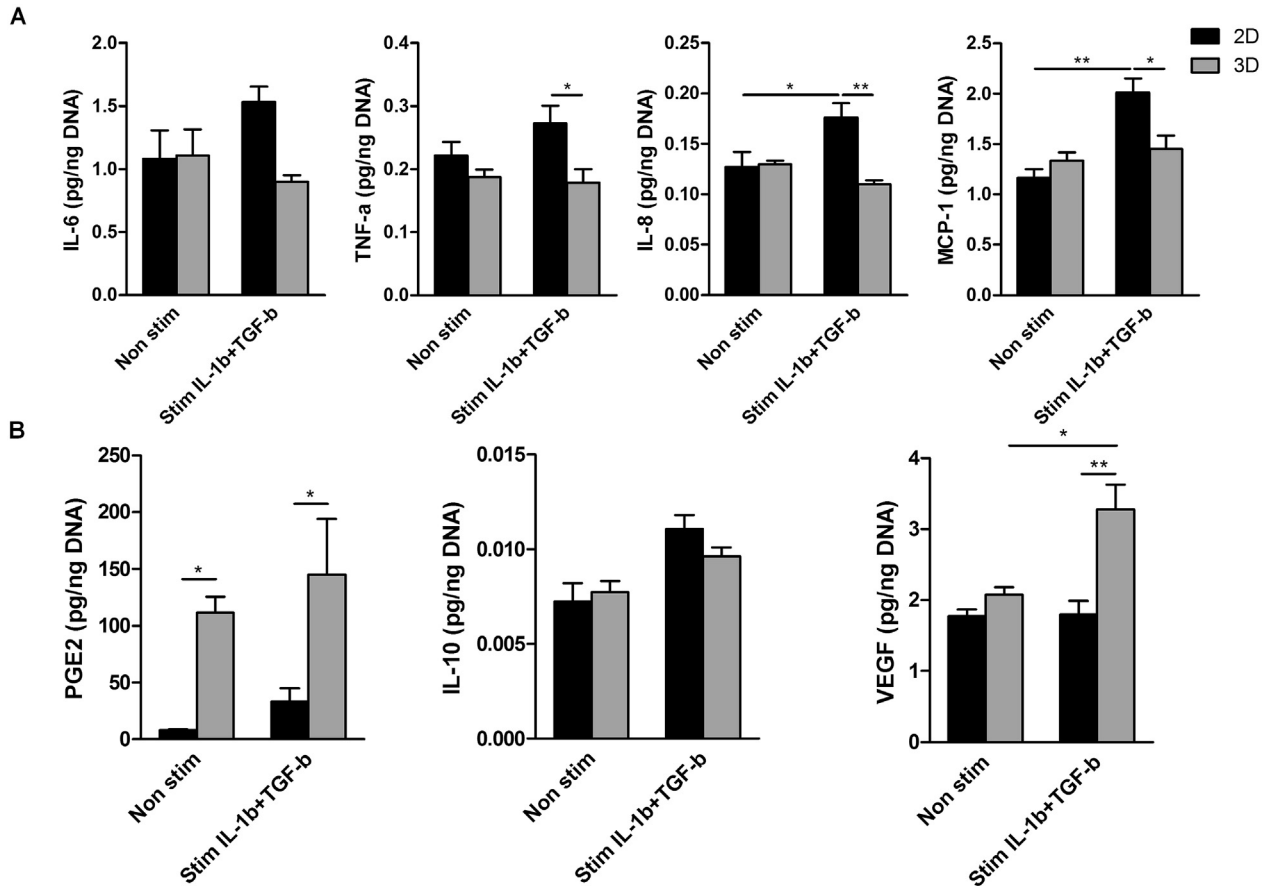 A
2D
3D
IL-6 (pg/ng DNA)
2.0
1.5
1.0
0.5
0.0
Non stim
Stim IL-1b+TGF-b
TNF-a (pg/ng DNA)
0.4
0.3
0.2
0.1
0.0
*
Non stim
Stim IL-1b+TGF-b
IL-8 (pg/ng DNA)
0.25
0.20
0.15
0.10
0.05
0.00
* **
Non stim
Stim IL-1b+TGF-b
MCP-1 (pg/ng DNA)
2.5
2.0
1.5
1.0
0.5
0.0
** *
Non stim
Stim IL-1b+TGF-b
B
PGE2 (pg/ng DNA)
250
200
150
100
50
0
*
*
Non stim
Stim IL-1b+TGF-b
IL-10 (pg/ng DNA)
0.015
0.010
0.005
0.000
Non stim
Stim IL-1b+TGF-b
VEGF (pg/ng DNA)
4
3
2
1
0
*
**
Non stim
Stim IL-1b+TGF-b